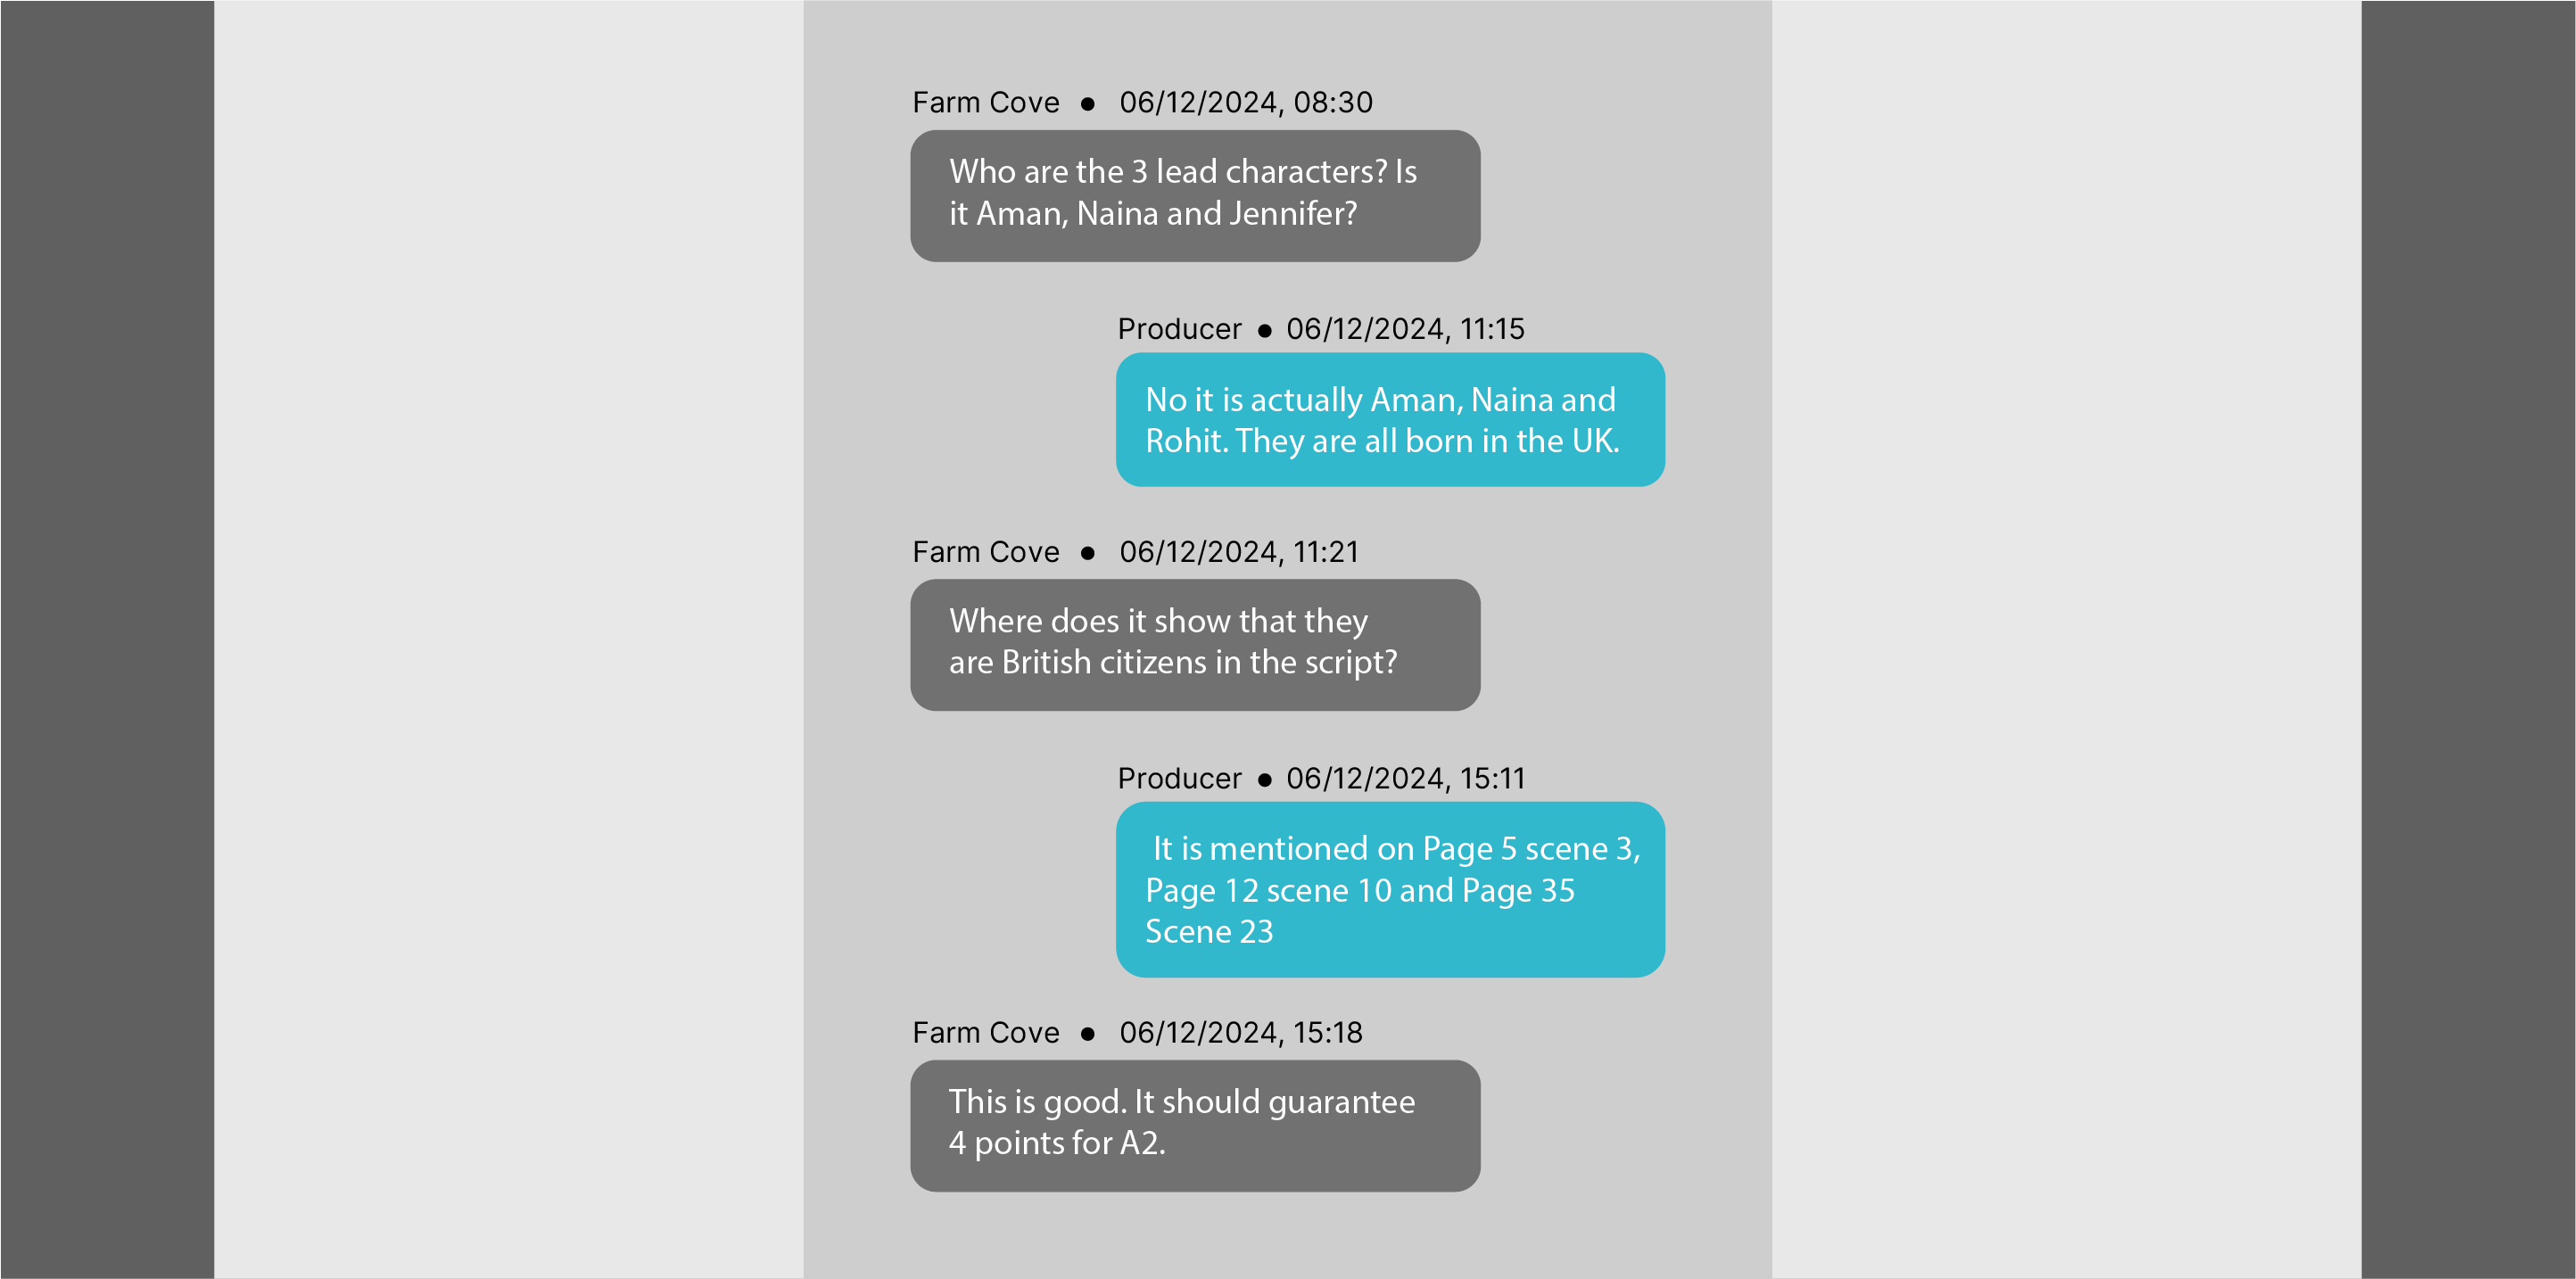 Farm Cove ● 06/12/2024, 08:30
Who are the 3 lead characters? Is
it Aman, Naina and Jennifer?
Producer ● 06/12/2024, 11:15
No it is actually Aman, Naina and
Rohit. They are all born in the UK.
Farm Cove ● 06/12/2024, 11:21
Where does it show that they
are British citizens in the script?
Producer ● 06/12/2024, 15:11
It is mentioned on Page 5 scene 3,
Page 12 scene 10 and Page 35
Scene 23
Farm Cove ● 06/12/2024, 15:18
This is good. It should guarantee
4 points for A2.